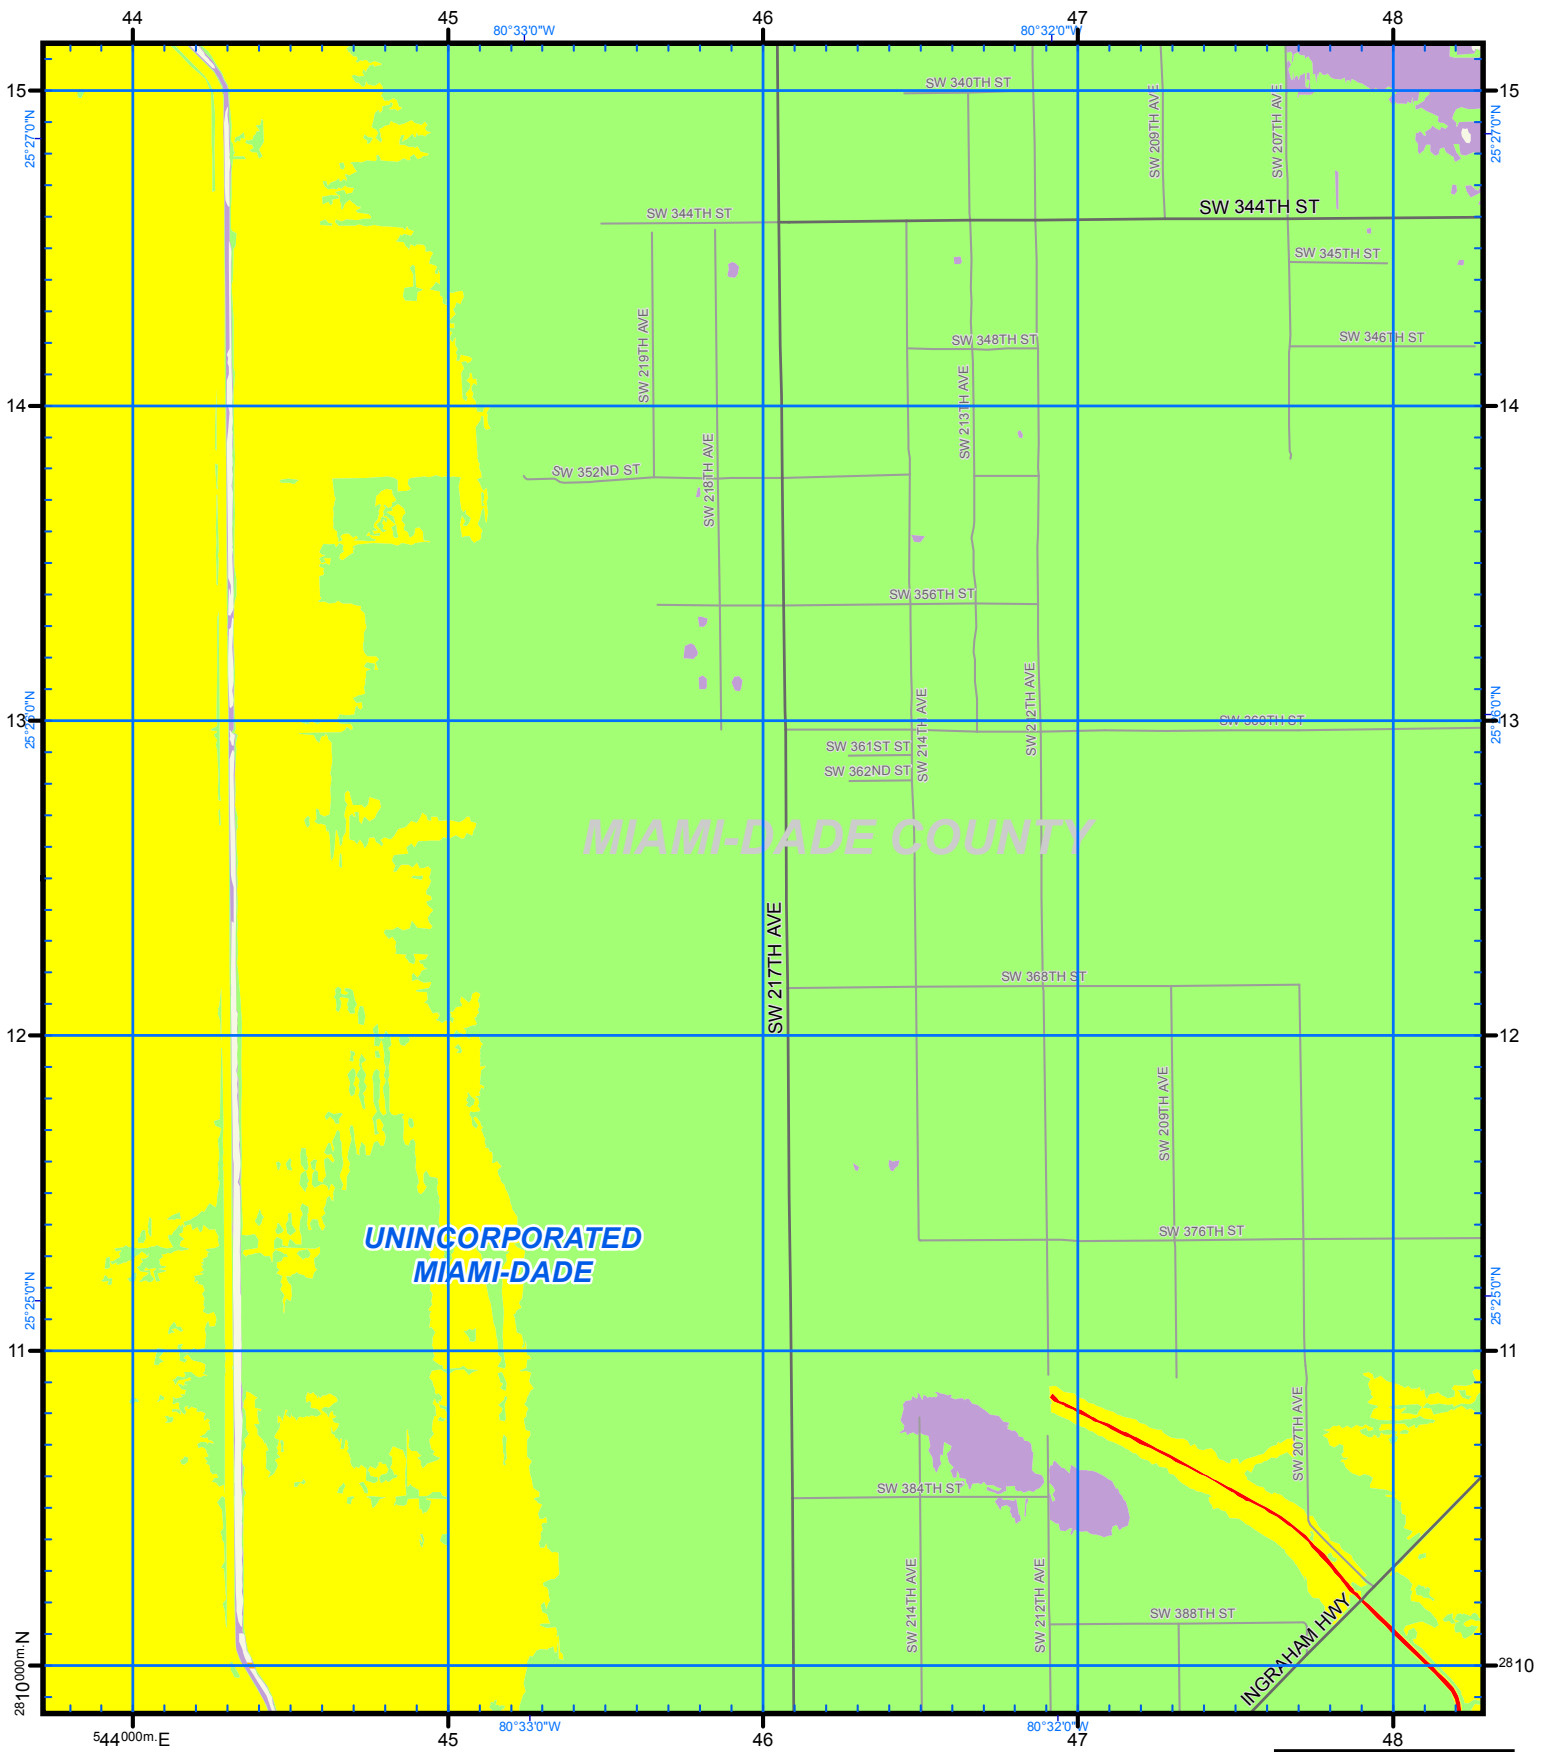 44 45 46 47 48
80°33'0"W 80°32'0"W
15 15
SW 340TH ST
SW 209TH AVE
SW 207TH AVE
25°27'0"N
25°27'0"N
SW 344TH ST
SW 344TH ST
SW 345TH ST
SW 219TH AVE
SW 348TH ST
SW 346TH ST
SW 213TH AVE
14 14
SW 218TH AVE
SW 352ND ST
SW 356TH ST
SW 212TH AVE
SW 214TH AVE
25°26'0"N
25°26'0"N
13 13
SW 360TH ST
SW 361ST ST
SW 362ND ST
MIAMI-DADE COUNTY
SW 217TH AVE
SW 368TH ST
12 12
SW 209TH AVE
SW 376TH ST
UNINCORPORATED
MIAMI-DADE
25°25'0"N
25°25'0"N
11 11
SW 207TH AVE
SW 384TH ST
SW 214TH AVE
SW 212TH AVE
SW 388TH ST
INGRAHAM HWY
2810000m.N
2810
80°33'0"W 80°32'0"W
544000m.E 45 46 47 48